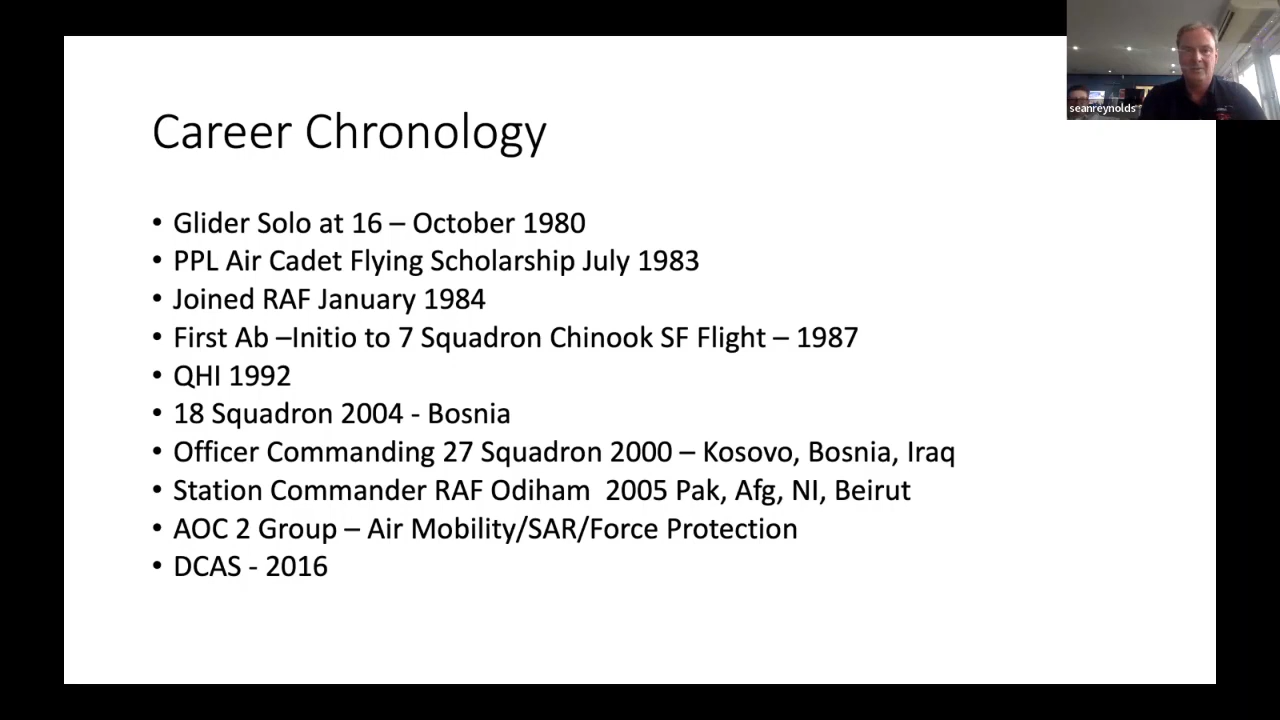 seanreynolds
Career Chronology
• Glider Solo at 16 – October 1980
• PPL Air Cadet Flying Scholarship July 1983
• Joined RAF January 1984
• First Ab –Initio to 7 Squadron Chinook SF Flight – 1987
• QHI 1992
• 18 Squadron 2004 - Bosnia
• Officer Commanding 27 Squadron 2000 – Kosovo, Bosnia, Iraq
• Station Commander RAF Odiham  2005 Pak, Afg, NI, Beirut
• AOC 2 Group – Air Mobility/SAR/Force Protection
• DCAS - 2016